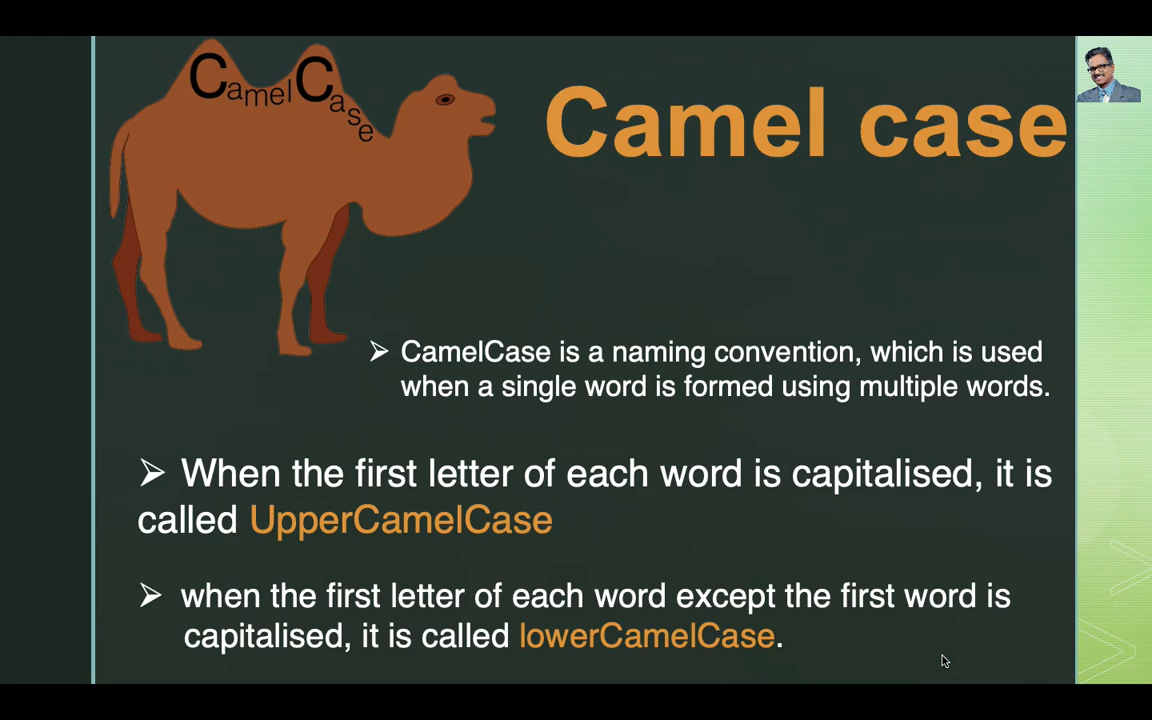 CamelCase
Camel case
➢ CamelCase is a naming convention, which is used
when a single word is formed using multiple words.
➢ When the first letter of each word is capitalised, it is
called UpperCamelCase
➢ when the first letter of each word except the first word is
capitalised, it is called lowerCamelCase.